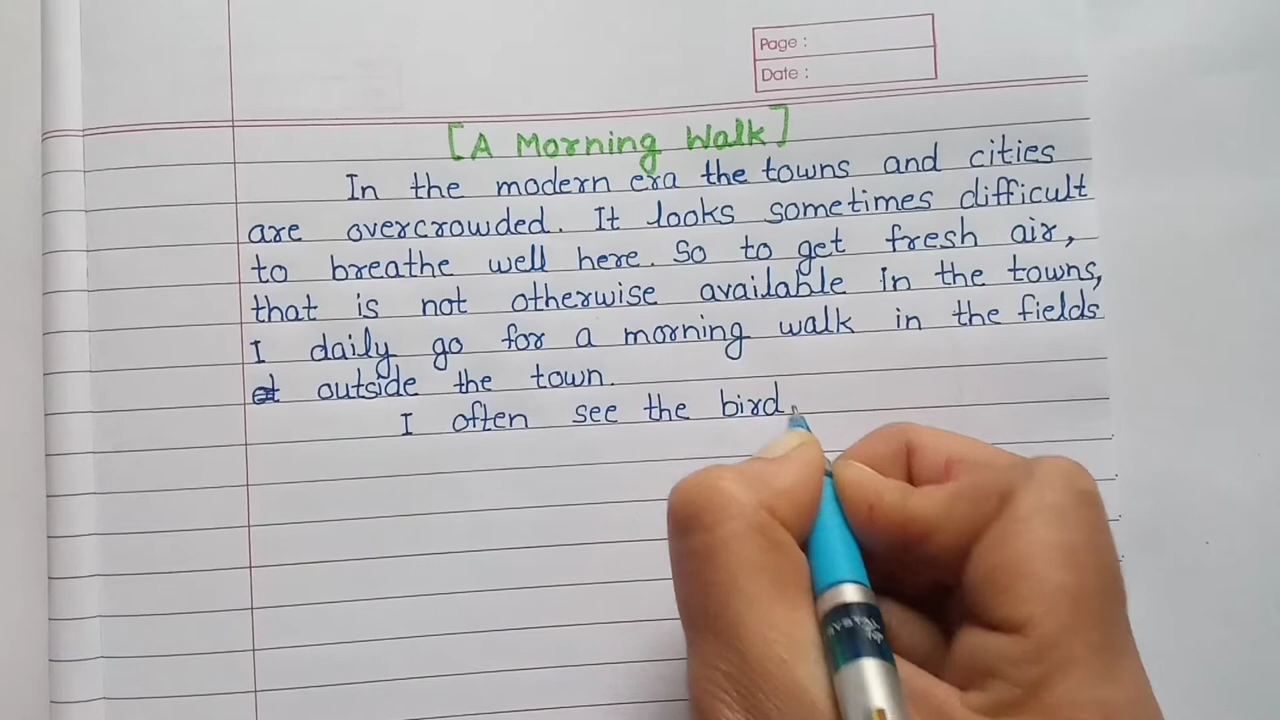 Page :
Date :
[A Morning Walk]
In the modern era the towns and cities
are overcrowded. It looks sometimes difficult
to breathe well here. So to get fresh air,
that is not otherwise available in the towns,
I daily go for a morning walk in the fields
outside the town.
I often see the bird